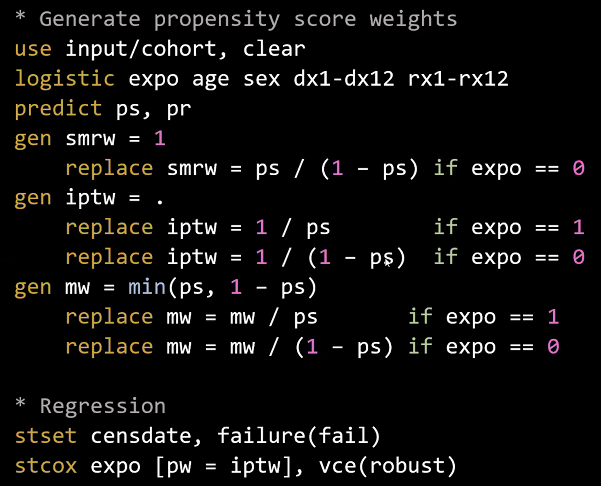 * Generate propensity score weights
use input/cohort, clear
logistic expo age sex dx1-dx12 rx1-rx12
predict ps, pr
gen smrw = 1
    replace smrw = ps / (1 – ps) if expo == 0
gen iptw = .
    replace iptw = 1 / ps        if expo == 1
    replace iptw = 1 / (1 – ps)  if expo == 0
gen mw = min(ps, 1 – ps)
    replace mw = mw / ps       if expo == 1
    replace mw = mw / (1 – ps) if expo == 0

* Regression
stset censdate, failure(fail)
stcox expo [pw = iptw], vce(robust)